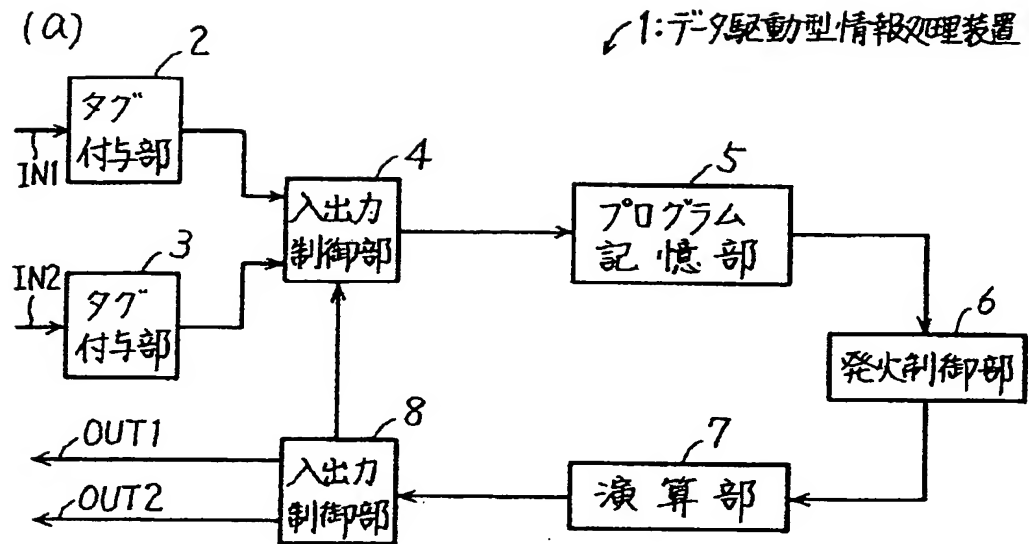 (a)
1:データ駆動型情報処理装置
2
タグ
付与部
IN1
4
入出力
制御部
5
プログラム
記憶部
3
IN2
タグ
付与部
6
発火制御部
8
OUT1
入出力
制御部
OUT2
7
演算部